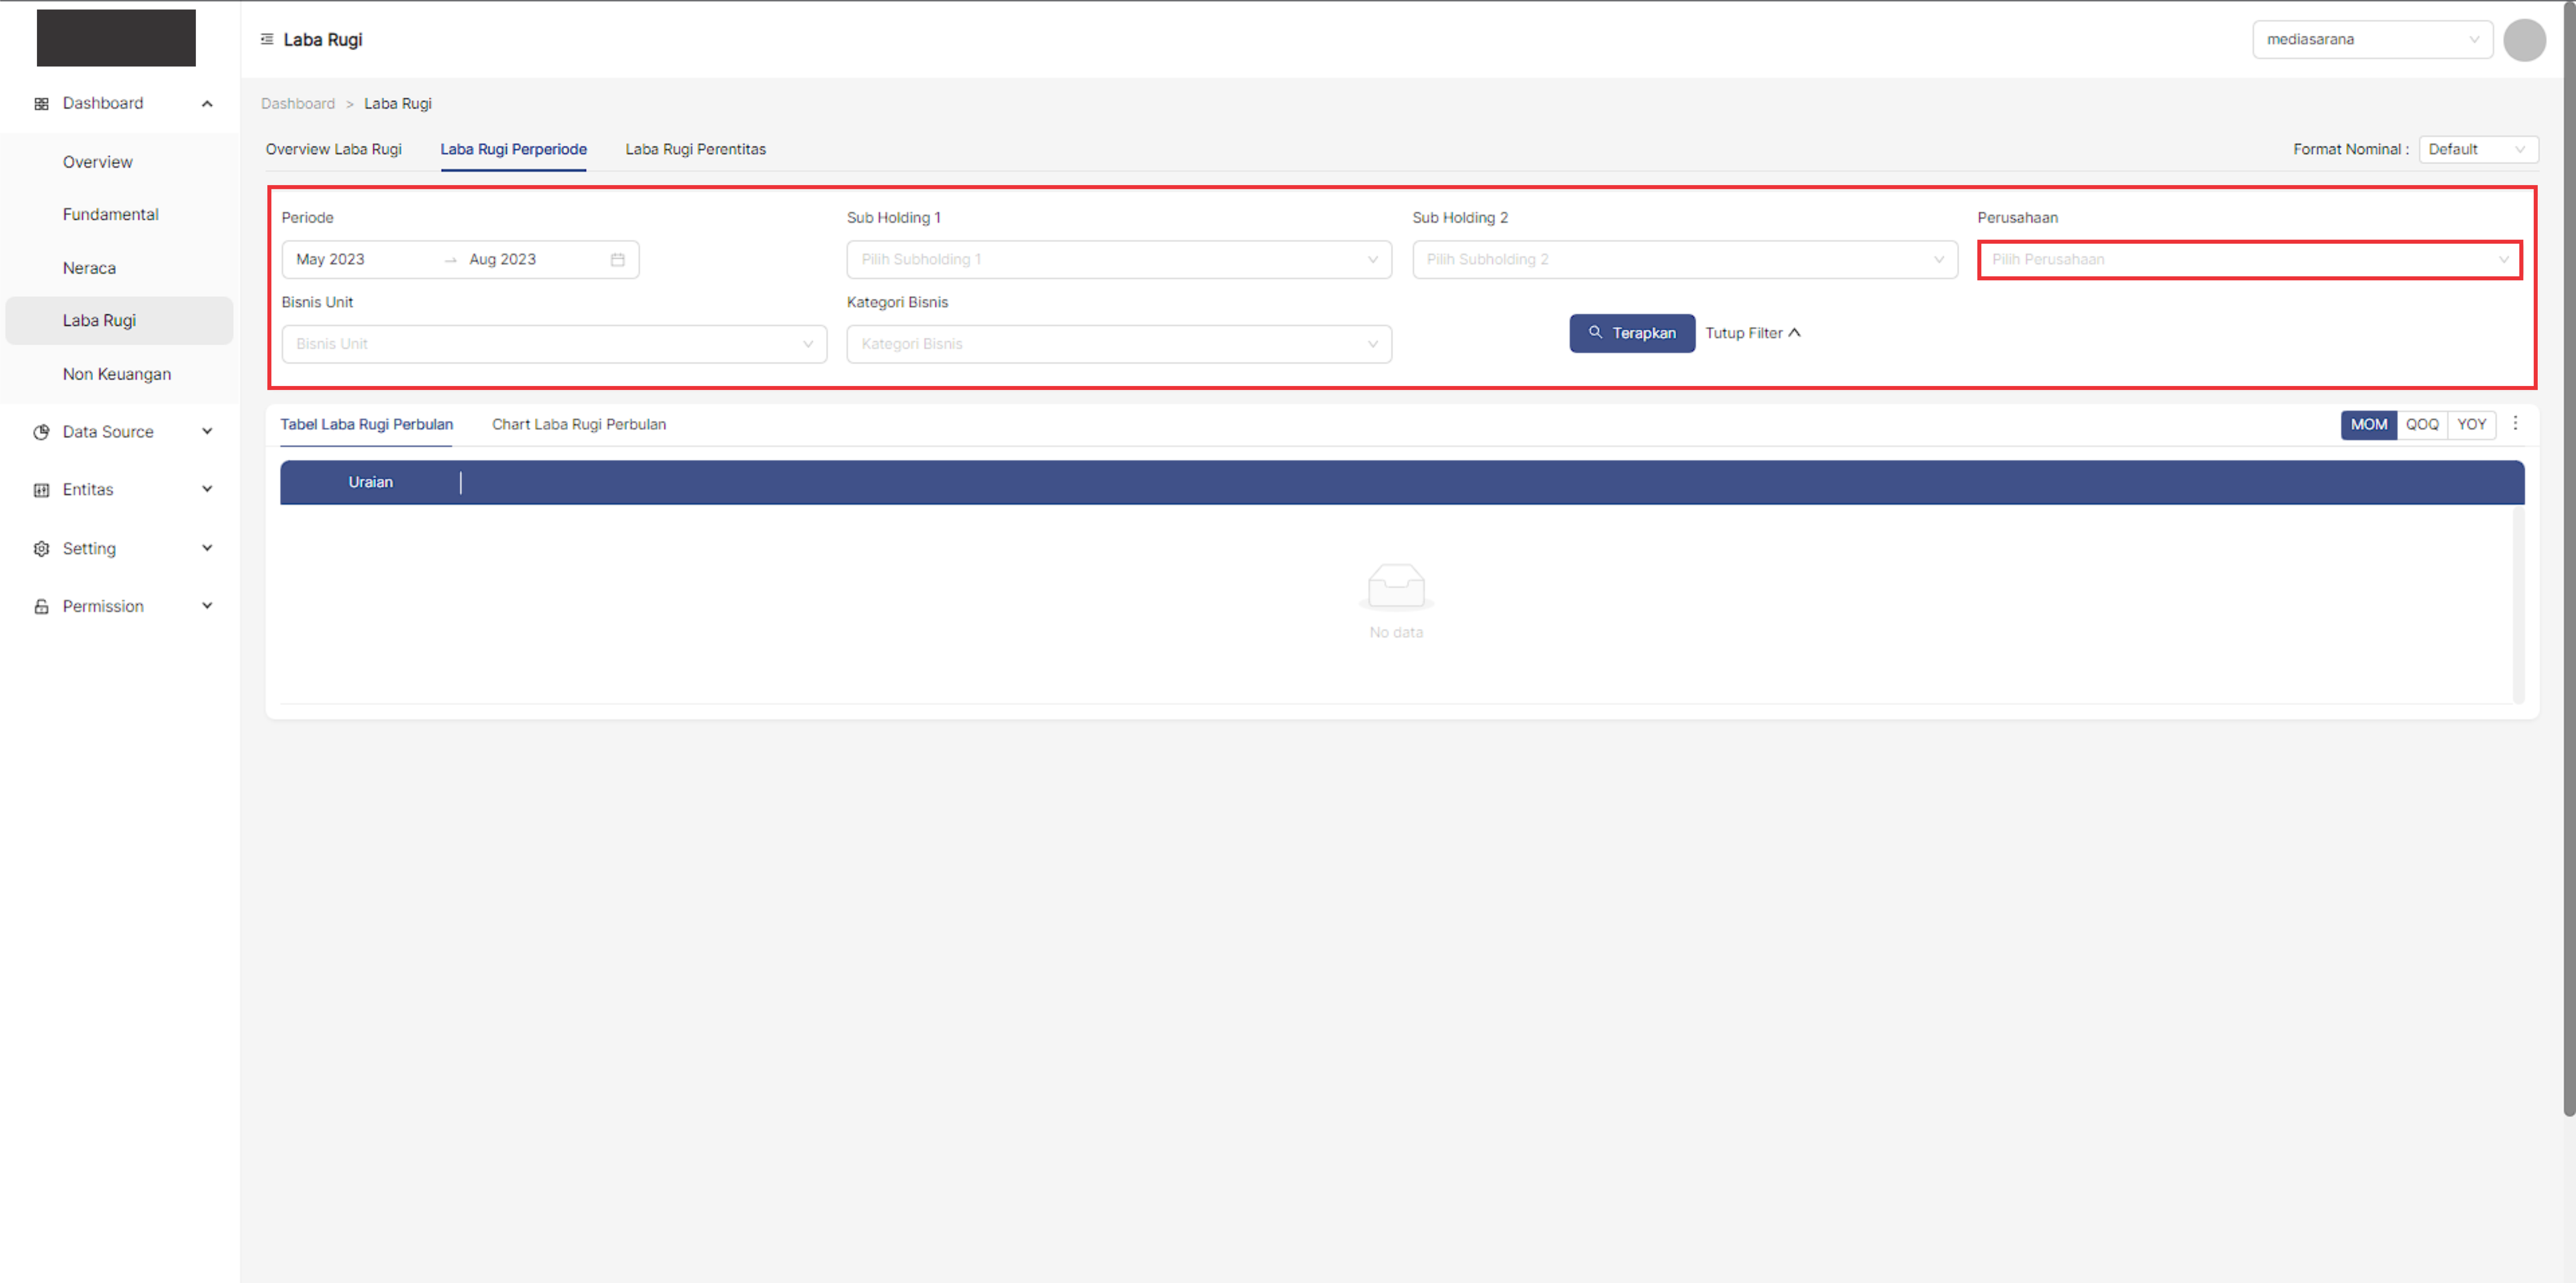 Laba Rugi
mediasarana
Dashboard
Overview
Fundamental
Neraca
Laba Rugi
Non Keuangan
Data Source
Entitas
Setting
Permission
Dashboard > Laba Rugi
Overview Laba Rugi Laba Rugi Perperiode Laba Rugi Perentitas
Format Nominal : Default
Periode Sub Holding 1 Sub Holding 2 Perusahaan
May 2023 → Aug 2023 Pilih Subholding 1 Pilih Subholding 2 Pilih Perusahaan
Bisnis Unit Kategori Bisnis
Bisnis Unit Kategori Bisnis Terapkan Tutup Filter
Tabel Laba Rugi Perbulan Chart Laba Rugi Perbulan MOM QOQ YOY
Uraian
No data